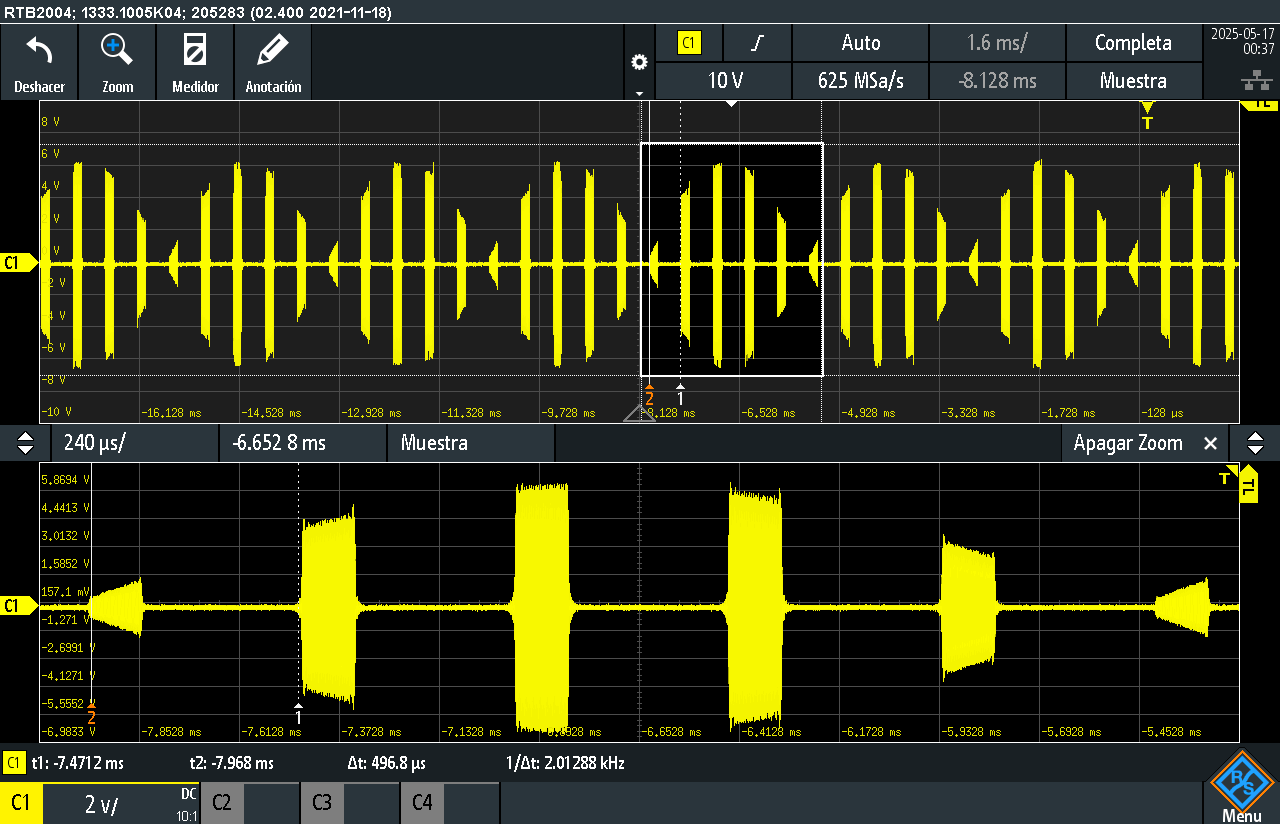 RTB2004; 1333.1005K04; 205283 (02.400 2021-11-18)
Deshacer Zoom Medidor Anotación
C1 Auto 1.6 ms/ Completa
10 V 625 MSa/s -8.128 ms Muestra
2025-05-17
00:37
TL
T
8 V
6 V
4 V
2 V
0 V
C1
-2 V
-4 V
-6 V
-8 V
2 1
-10 V -16,128 ms -14,528 ms -12,928 ms -11,328 ms -9,728 ms -8,128 ms -6,528 ms -4,928 ms -3,328 ms -1,728 ms -128 µs
240 µs/ -6.652 8 ms Muestra Apagar Zoom
T TL
5,8694 V
4,4413 V
3,0132 V
1,5852 V
157,1 mV
C1
-1,271 V
-2,6991 V
-4,1271 V
-5,5552 V
2 1
-6,9833 V -7,8528 ms -7,6128 ms -7,3728 ms -7,1328 ms -6,8928 ms -6,6528 ms -6,4128 ms -6,1728 ms -5,9328 ms -5,6928 ms -5,4528 ms
C1 t1: -7.4712 ms t2: -7.968 ms Δt: 496.8 µs 1/Δt: 2.01288 kHz
C1 2 V/ DC 10:1 C2 C3 C4
R&S
Menu